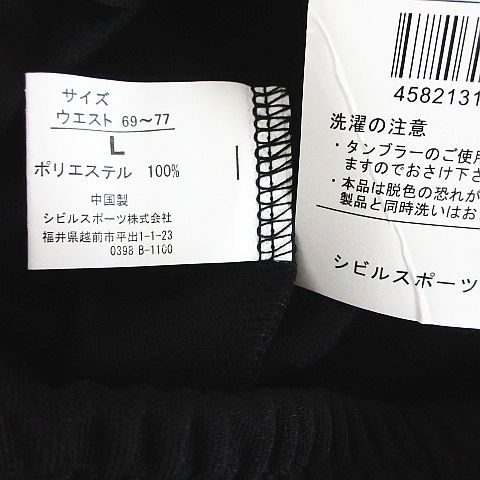 サイズ
ウエスト 69～77
L
ポリエステル 100%
中国製
シビルスポーツ株式会社
福井県越前市平出1-1-23
0398 B-1100
4582131
洗濯の注意
・タンブラーのご使用
ますのでおさけ下さ
・本品は脱色の恐れが
製品と同時洗いはお
シビルスポーツ